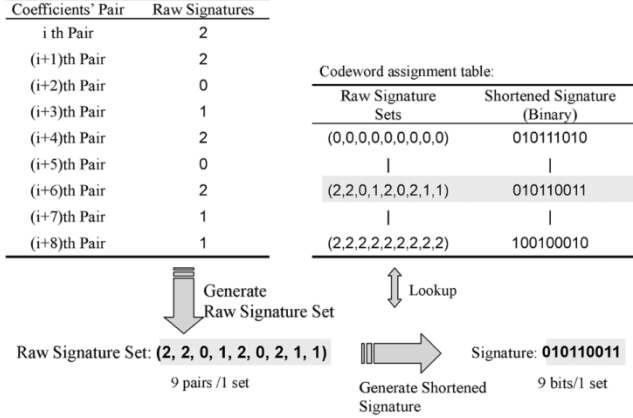 Coefficients' Pair Raw Signatures
i th Pair 2
(i+1)th Pair 2
(i+2)th Pair 0
(i+3)th Pair 1
(i+4)th Pair 2
(i+5)th Pair 0
(i+6)th Pair 2
(i+7)th Pair 1
(i+8)th Pair 1
Codeword assignment table:
Raw Signature Sets Shortened Signature (Binary)
(0,0,0,0,0,0,0,0,0) 010111010
| |
(2,2,0,1,2,0,2,1,1) 010110011
| |
(2,2,2,2,2,2,2,2,2) 100100010
Generate
Raw Signature Set
Lookup
Raw Signature Set: (2, 2, 0, 1, 2, 0, 2, 1, 1)
9 pairs /1 set
Generate Shortened
Signature
Signature: 010110011
9 bits/1 set